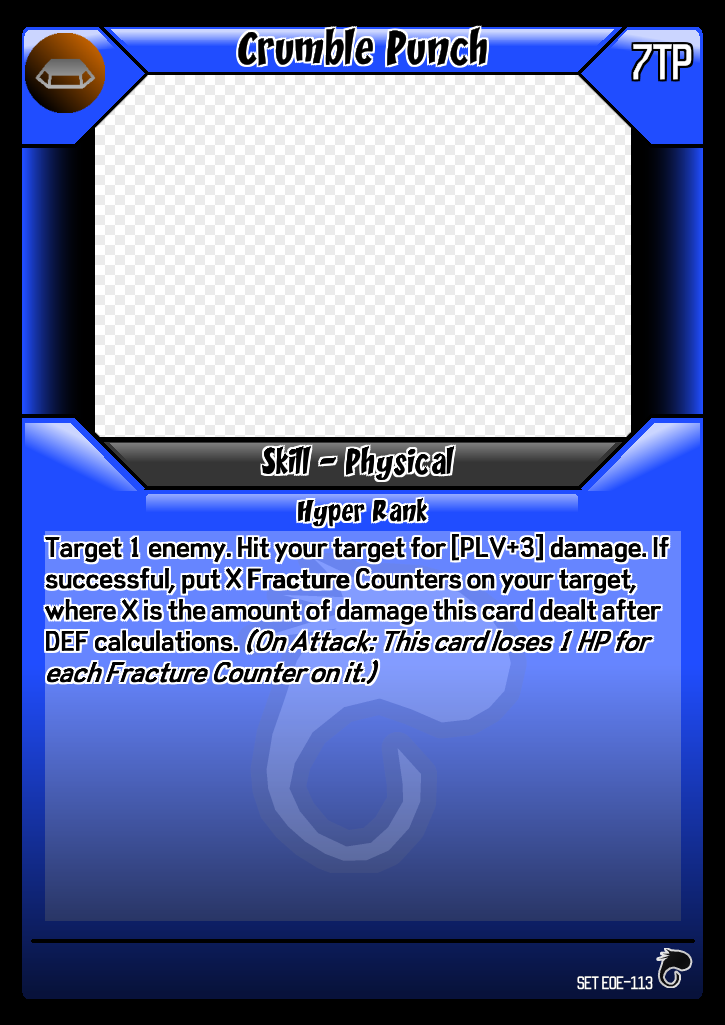 Crumble Punch
7TP
Skill - Physical
Hyper Rank
Target 1 enemy. Hit your target for [PLV+3] damage. If
successful, put X Fracture Counters on your target,
where X is the amount of damage this card dealt after
DEF calculations. (On Attack: This card loses 1 HP for
each Fracture Counter on it.)
SET EOE-113